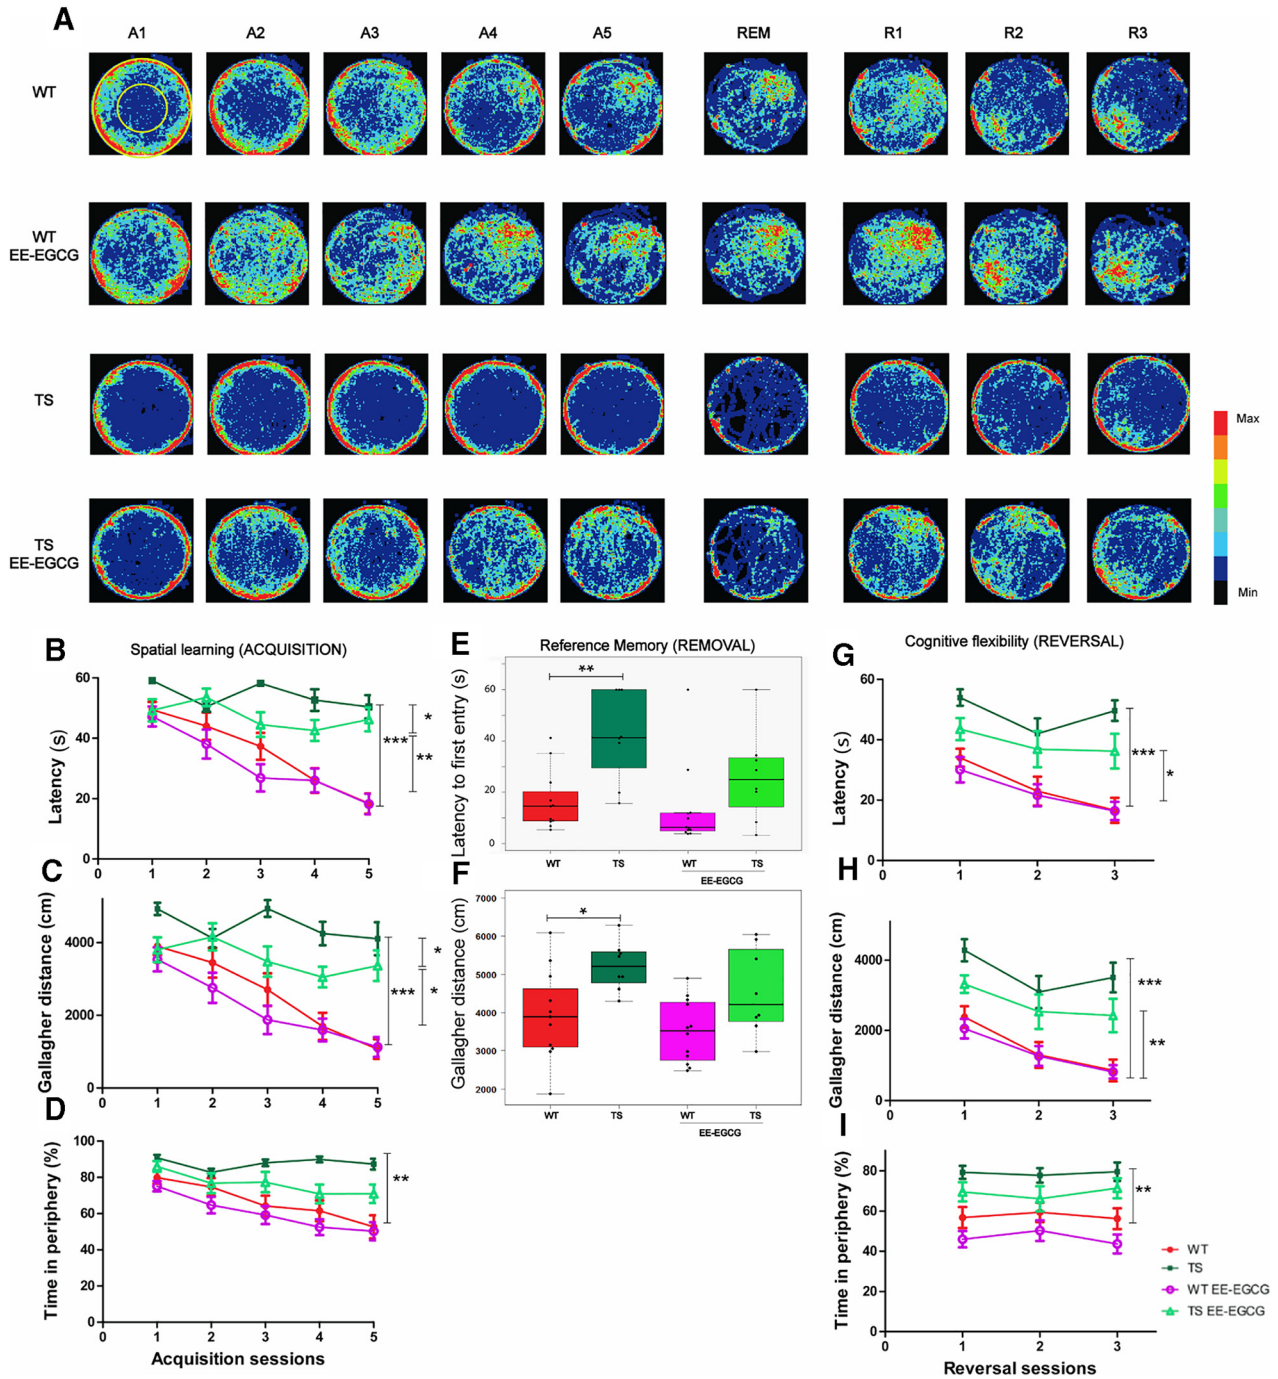 A
A1 A2 A3 A4 A5 REM R1 R2 R3
WT
WT
EE-EGCG
TS
TS
EE-EGCG
Max
Min
B
Spatial learning (ACQUISITION)
Latency (s)
60
40
20
0
0 1 2 3 4 5
***
*
**
C
Gallagher distance (cm)
4000
2000
0
0 1 2 3 4 5
***
*
*
D
Time in periphery (%)
100
80
60
40
20
0
0 1 2 3 4 5
**
Acquisition sessions
E
Reference Memory (REMOVAL)
Latency to first entry (s)
60
40
20
0
**
WT TS WT TS
EE-EGCG
F
Gallagher distance (cm)
7000
6000
5000
4000
3000
2000
*
WT TS WT TS
EE-EGCG
G
Cognitive flexibility (REVERSAL)
Latency (s)
60
40
20
0
0 1 2 3
***
*
H
Gallagher distance (cm)
4000
2000
0
0 1 2 3
***
**
I
Time in periphery (%)
80
60
40
20
0
0 1 2 3
**
Reversal sessions
WT
TS
WT EE-EGCG
TS EE-EGCG